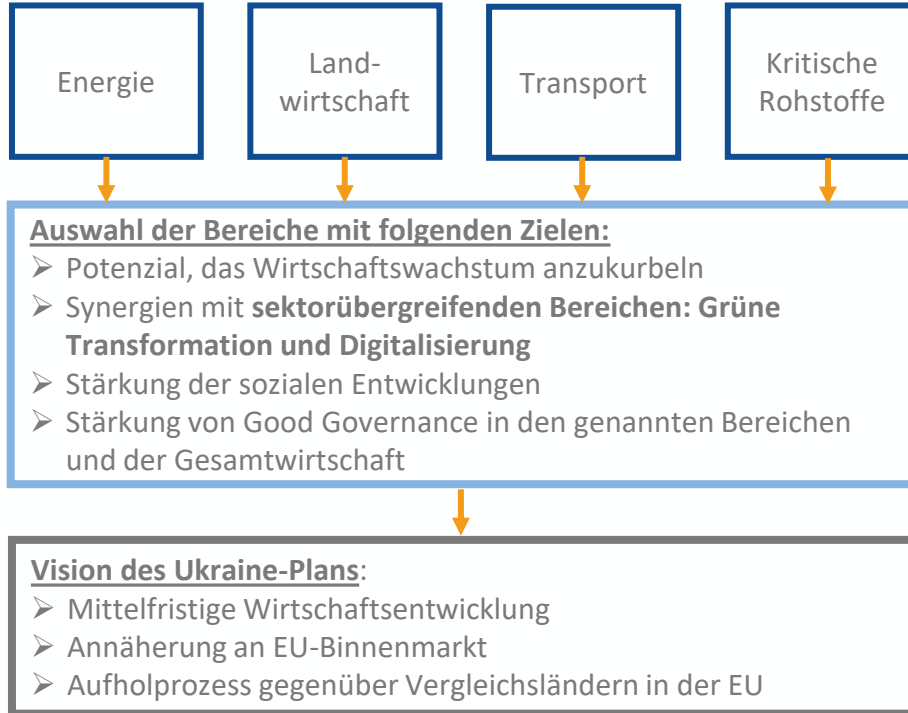 Energie
Land-
wirtschaft
Transport
Kritische
Rohstoffe
Auswahl der Bereiche mit folgenden Zielen:
➢ Potenzial, das Wirtschaftswachstum anzukurbeln
➢ Synergien mit sektorübergreifenden Bereichen: Grüne
Transformation und Digitalisierung
➢ Stärkung der sozialen Entwicklungen
➢ Stärkung von Good Governance in den genannten Bereichen
und der Gesamtwirtschaft
Vision des Ukraine-Plans:
➢ Mittelfristige Wirtschaftsentwicklung
➢ Annäherung an EU-Binnenmarkt
➢ Aufholprozess gegenüber Vergleichsländern in der EU